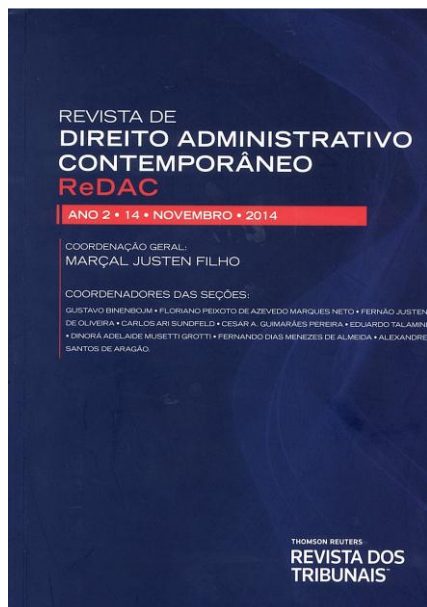 REVISTA DE
DIREITO ADMINISTRATIVO
CONTEMPORÂNEO
ReDAC
ANO 2 • 14 • NOVEMBRO • 2014
COORDENAÇÃO GERAL:
MARÇAL JUSTEN FILHO
COORDENADORES DAS SEÇÕES:
GUSTAVO BINENBOJM • FLORIANO PEIXOTO DE AZEVEDO MARQUES NETO • FERNÃO JUSTEN
DE OLIVEIRA • CARLOS ARI SUNDFELD • CESAR A. GUIMARÃES PEREIRA • EDUARDO TALAMINI
• DINORÁ ADELAIDE MUSETTI GROTTI • FERNANDO DIAS MENEZES DE ALMEIDA • ALEXANDRE
SANTOS DE ARAGÃO.
THOMSON REUTERS
REVISTA DOS
TRIBUNAIS™